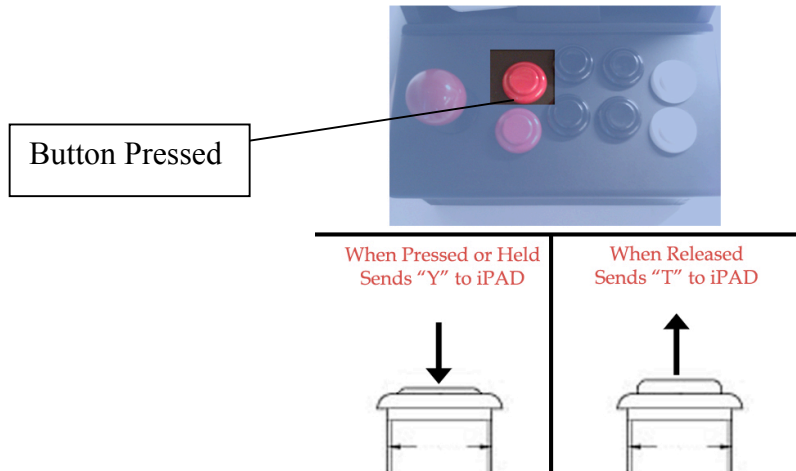 Button Pressed
When Pressed or Held
Sends “Y” to iPAD
When Released
Sends “T” to iPAD